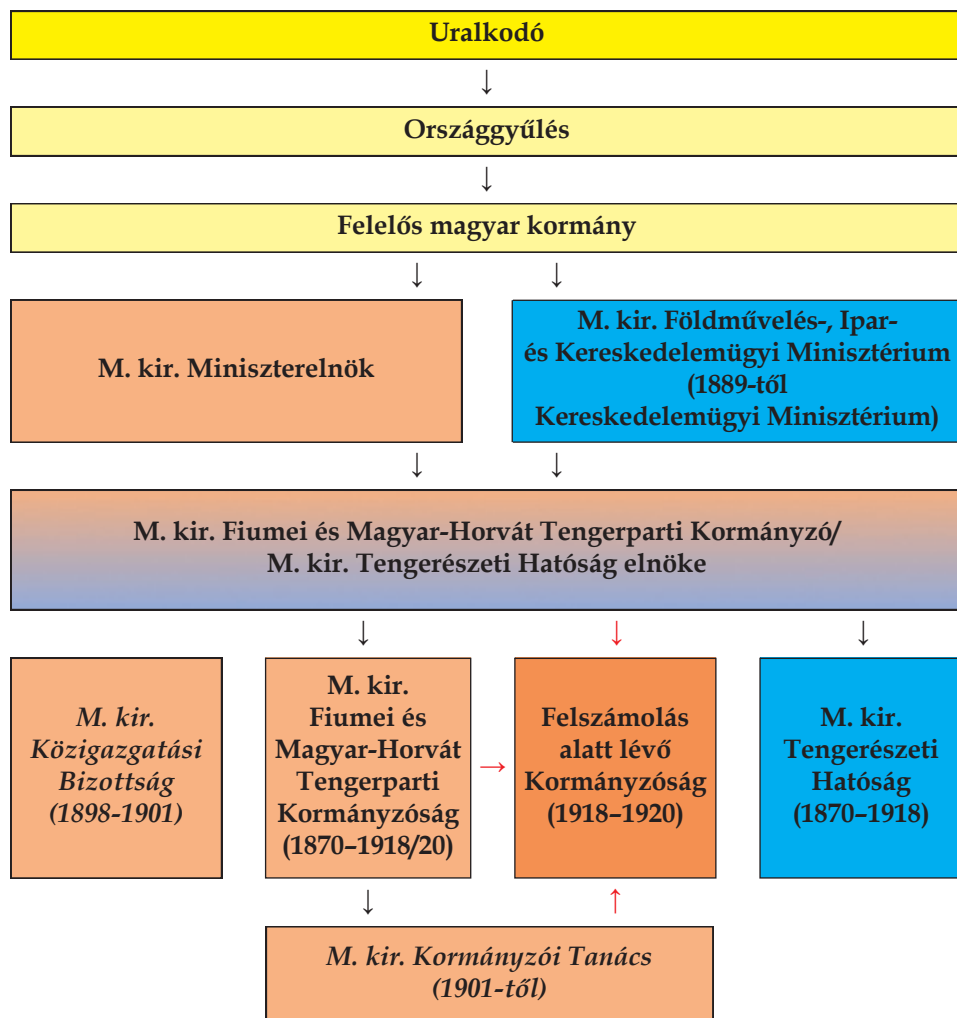 Uralkodó
↓
Országgyűlés
↓
Felelős magyar kormány
↓ ↓
M. kir. Miniszterelnök
M. kir. Földművelés-, Ipar-
és Kereskedelemügyi Minisztérium
(1889-től
Kereskedelemügyi Minisztérium)
↓ ↓
M. kir. Fiumei és Magyar-Horvát Tengerparti Kormányzó/
M. kir. Tengerészeti Hatóság elnöke
↓ ↓ ↓
M. kir.
Közigazgatási
Bizottság
(1898-1901)
M. kir.
Fiumei és
Magyar-Horvát
Tengerparti
Kormányzóság
(1870–1918/20)
→
Felszámolás
alatt lévő
Kormányzóság
(1918–1920)
M. kir.
Tengerészeti
Hatóság
(1870–1918)
↓ ↑
M. kir. Kormányzói Tanács
(1901-től)